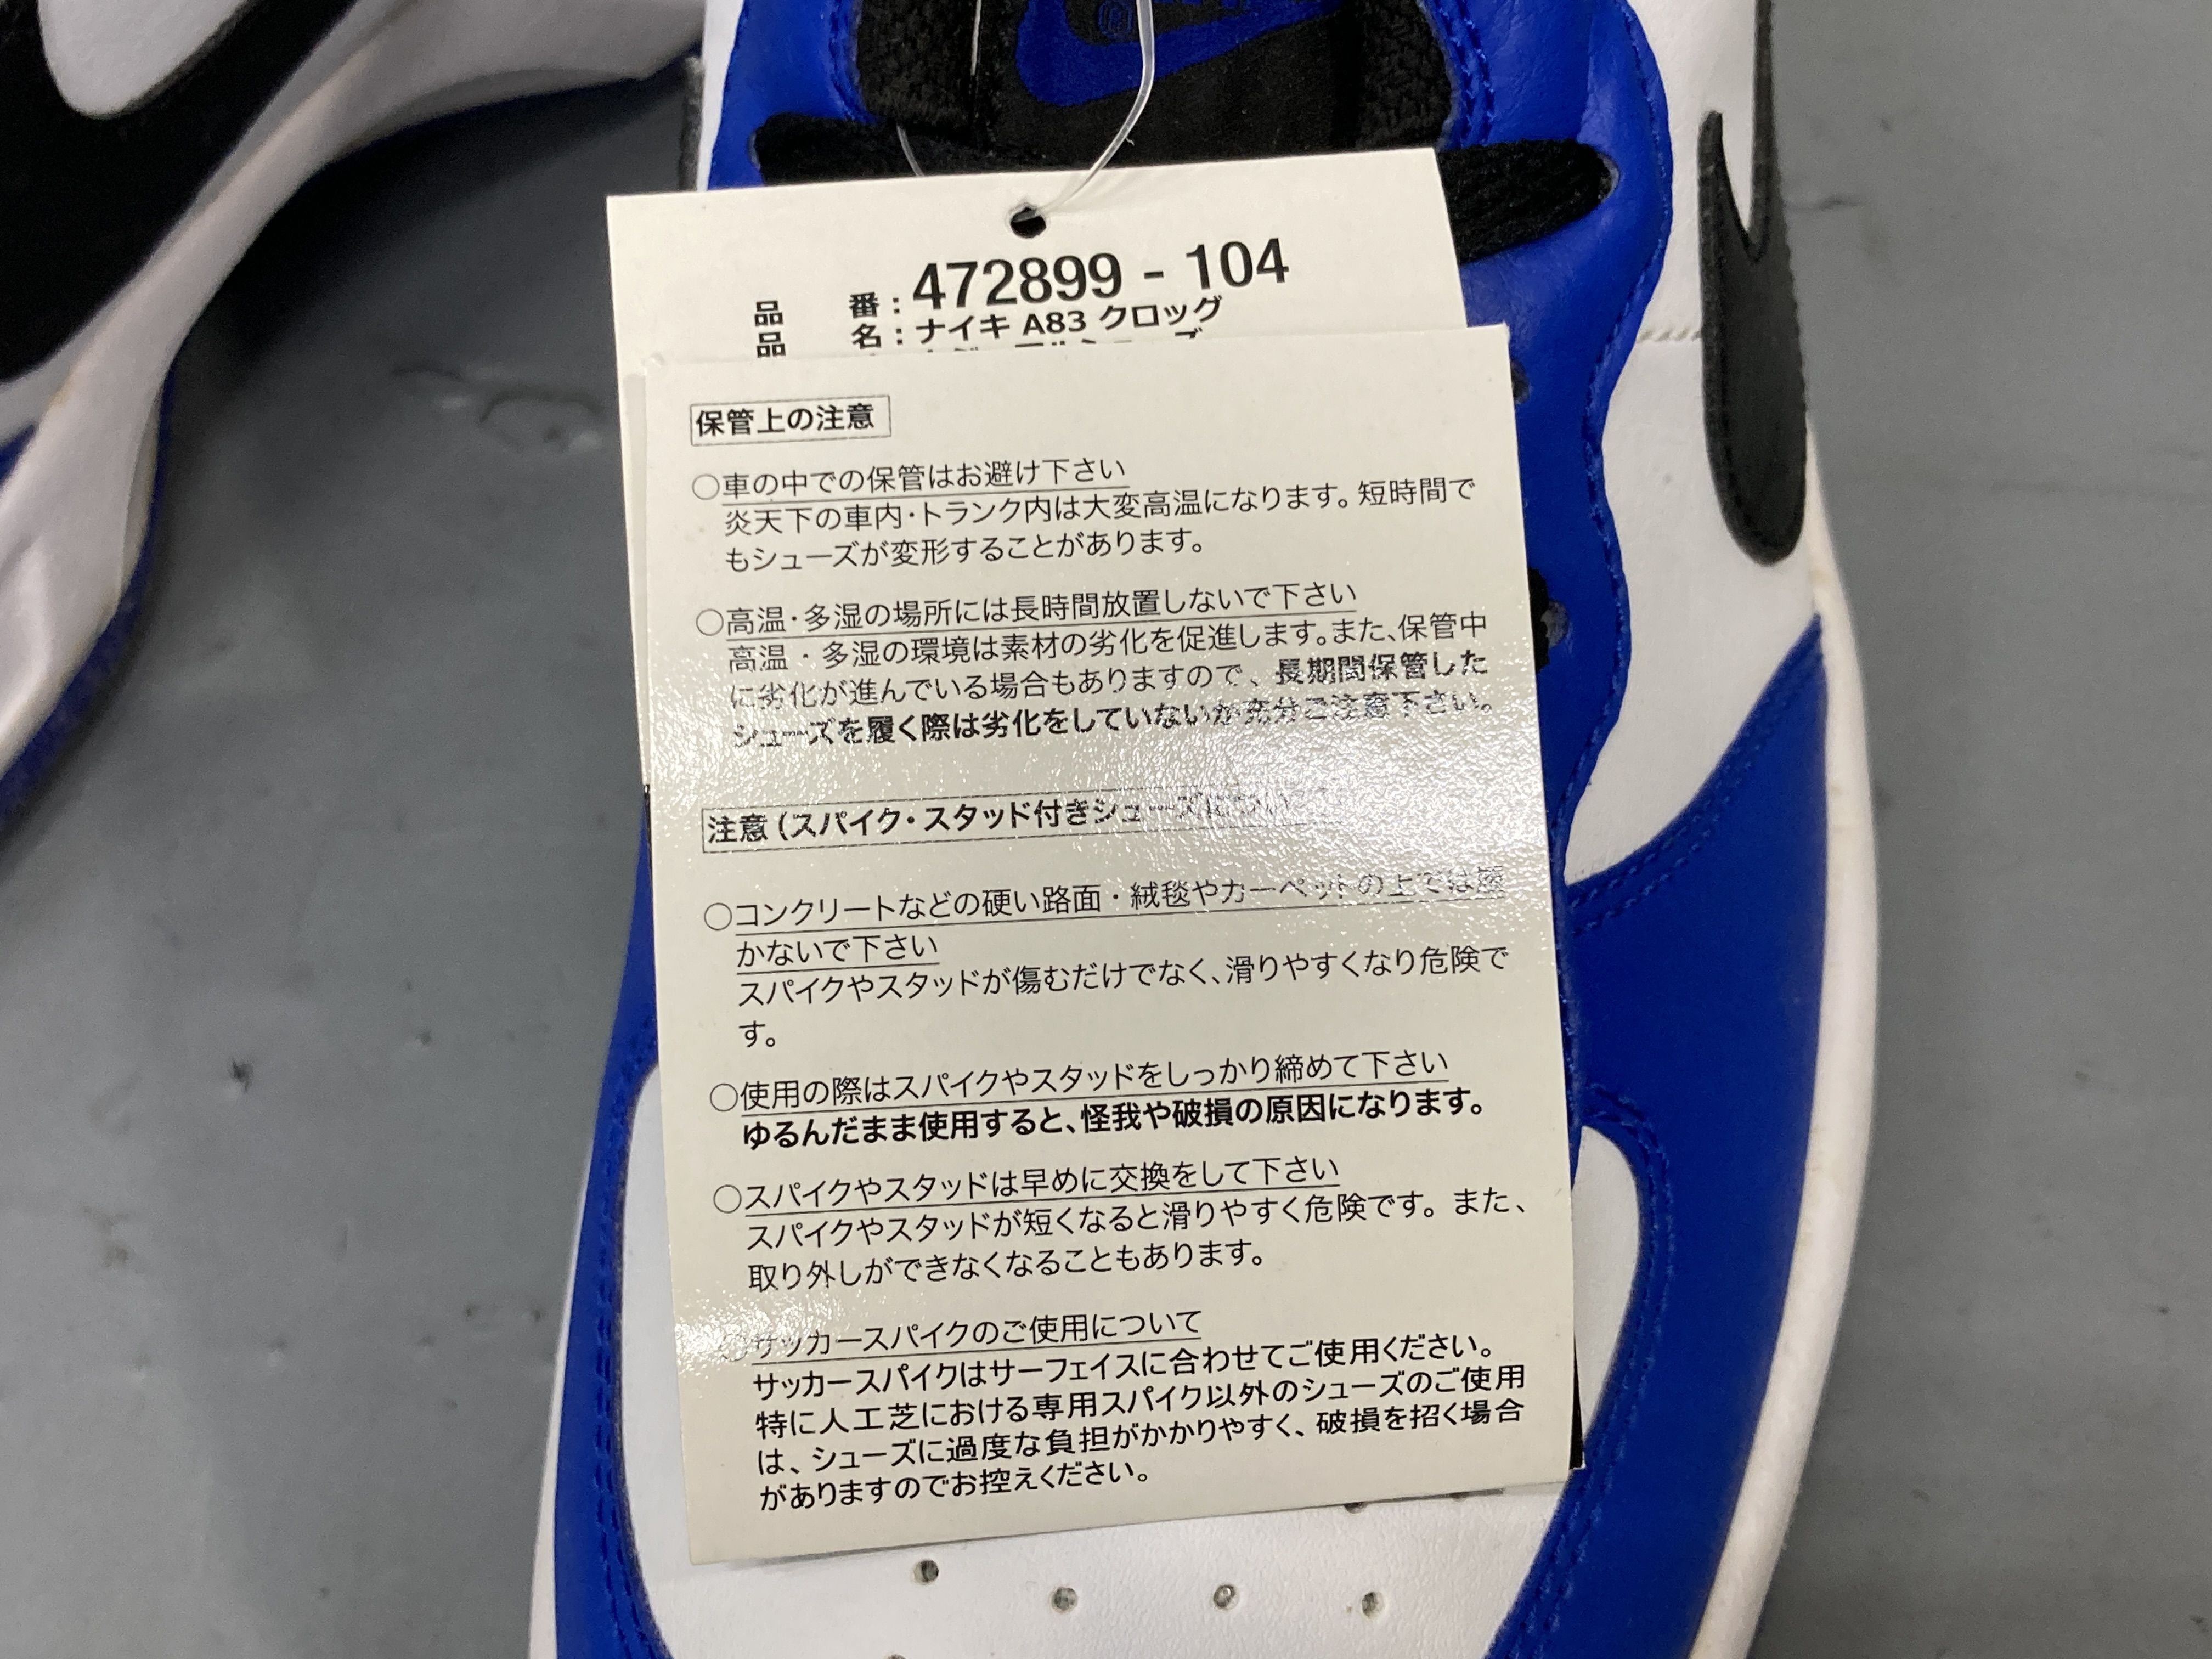 品　番：472899 - 104
品　名：ナイキ A83 クロッグ
保管上の注意
○車の中での保管はお避け下さい
炎天下の車内・トランク内は大変高温になります。短時間で
もシューズが変形することがあります。
○高温・多湿の場所には長時間放置しないで下さい
高温・多湿の環境は素材の劣化を促進します。また、保管中
に劣化が進んでいる場合もありますので、長期間保管した
シューズを履く際は劣化をしていないか充分ご注意下さい。
注意（スパイク・スタッド付きシューズについて
○コンクリートなどの硬い路面・絨毯やカーペットの上では履
かないで下さい
スパイクやスタッドが傷むだけでなく、滑りやすくなり危険で
す。
○使用の際はスパイクやスタッドをしっかり締めて下さい
ゆるんだまま使用すると、怪我や破損の原因になります。
○スパイクやスタッドは早めに交換をして下さい
スパイクやスタッドが短くなると滑りやすく危険です。また、
取り外しができなくなることもあります。
○サッカースパイクのご使用について
サッカースパイクはサーフェイスに合わせてご使用ください。
特に人工芝における専用スパイク以外のシューズのご使用
は、シューズに過度な負担がかかりやすく、破損を招く場合
がありますのでお控えください。